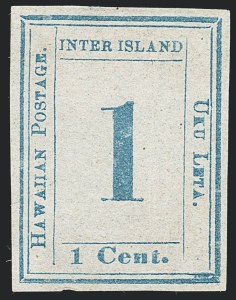 INTER ISLAND
HAWAIIAN POSTAGE.
1
UKU LETA.
1 Cent.